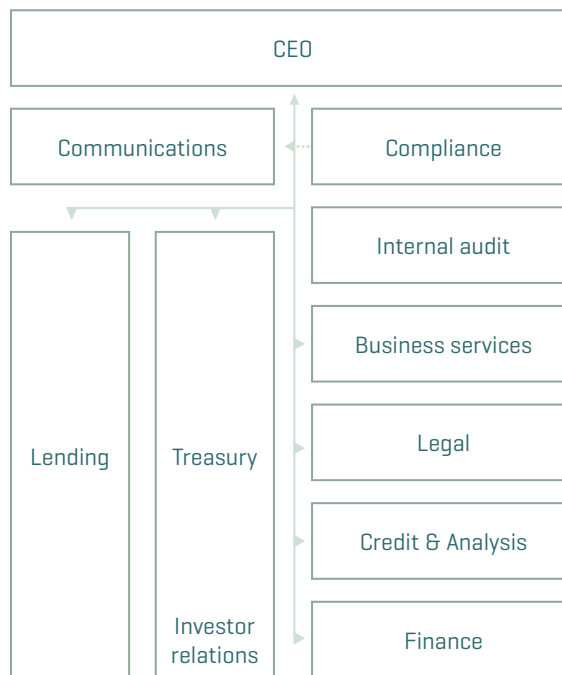 CEO
Communications
Compliance
Internal audit
Business services
Legal
Lending
Treasury
Credit & Analysis
Investor
relations
Finance